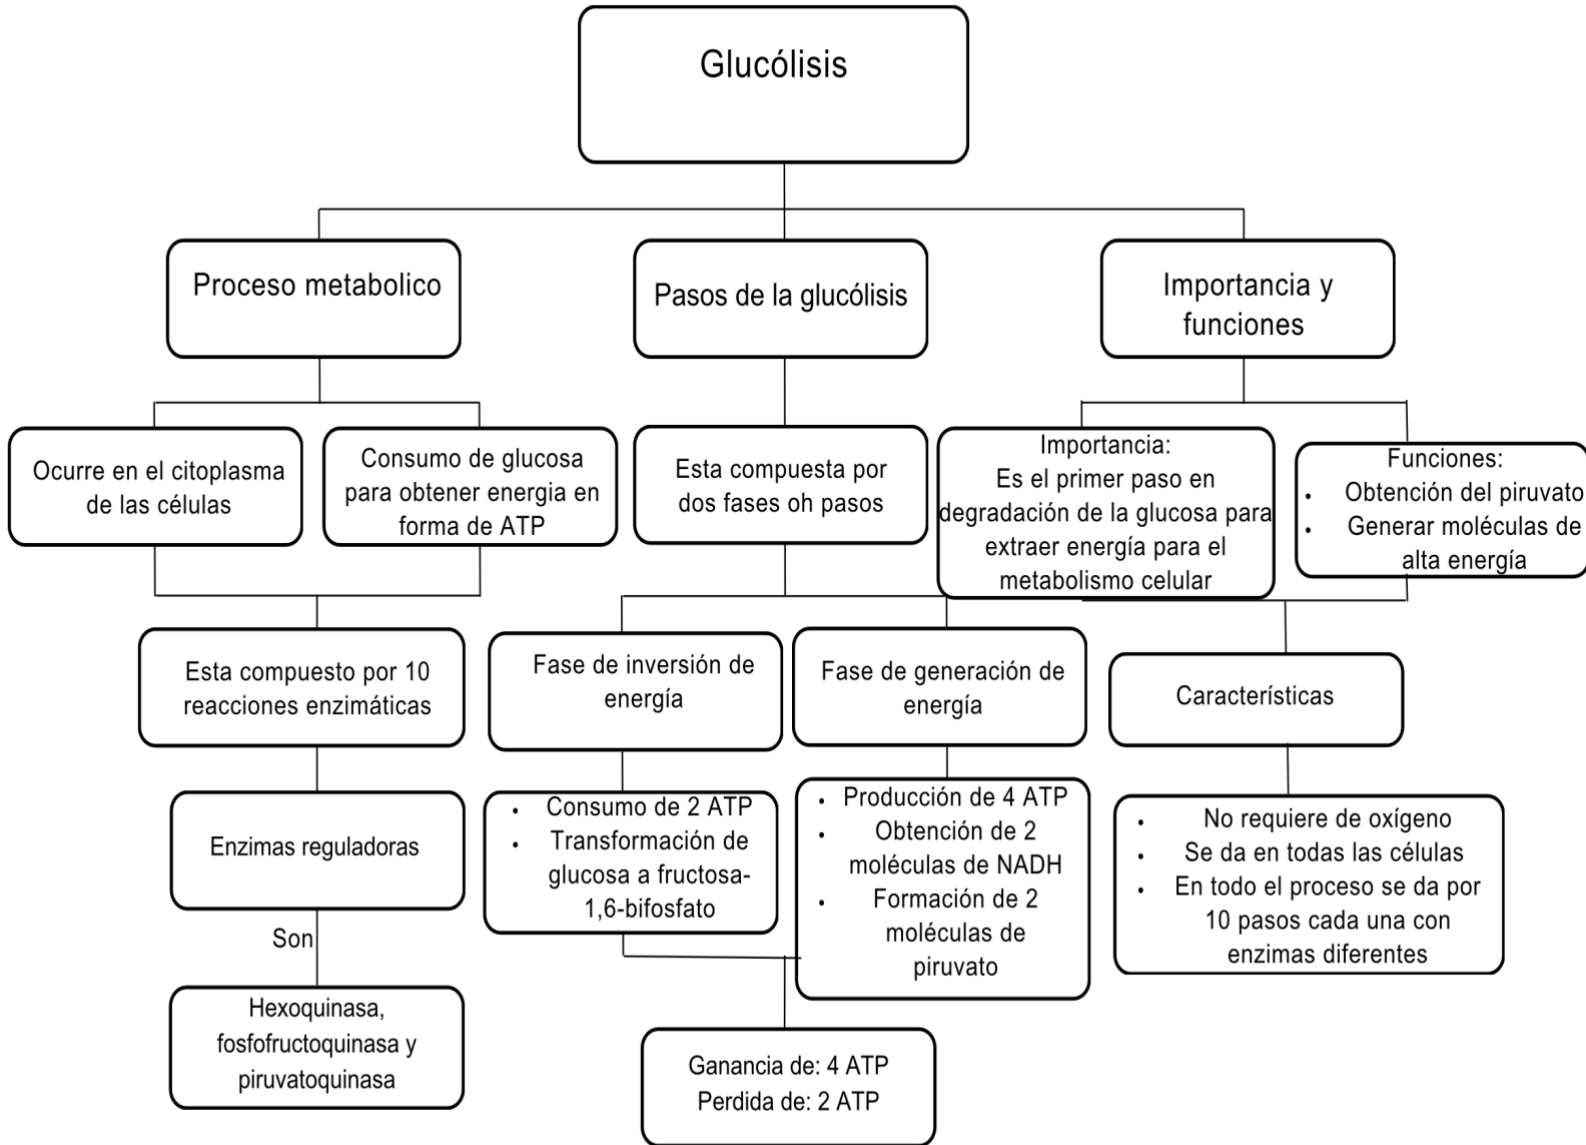 Glucólisis
Proceso metabolico
Pasos de la glucólisis
Importancia y
funciones
Ocurre en el citoplasma
de las células
Consumo de glucosa
para obtener energia en
forma de ATP
Esta compuesta por
dos fases oh pasos
Importancia:
Es el primer paso en
degradación de la glucosa para
extraer energía para el
metabolismo celular
Funciones:
• Obtención del piruvato
• Generar moléculas de
alta energía
Esta compuesto por 10
reacciones enzimáticas
Fase de inversión de
energía
Fase de generación de
energía
Característicias
Enzimas reguladoras
• Consumo de 2 ATP
• Transformación de
glucosa a fructosa-
1,6-bifosfato
• Producción de 4 ATP
• Obtención de 2
moléculas de NADH
• Formación de 2
moléculas de
piruvato
• No requiere de oxígeno
• Se da en todas las células
• En todo el proceso se da por
10 pasos cada una con
enzimas diferentes
Son
Hexoquinasa,
fosfofructoquinasa y
piruvatoquinasa
Ganancia de: 4 ATP
Perdida de: 2 ATP